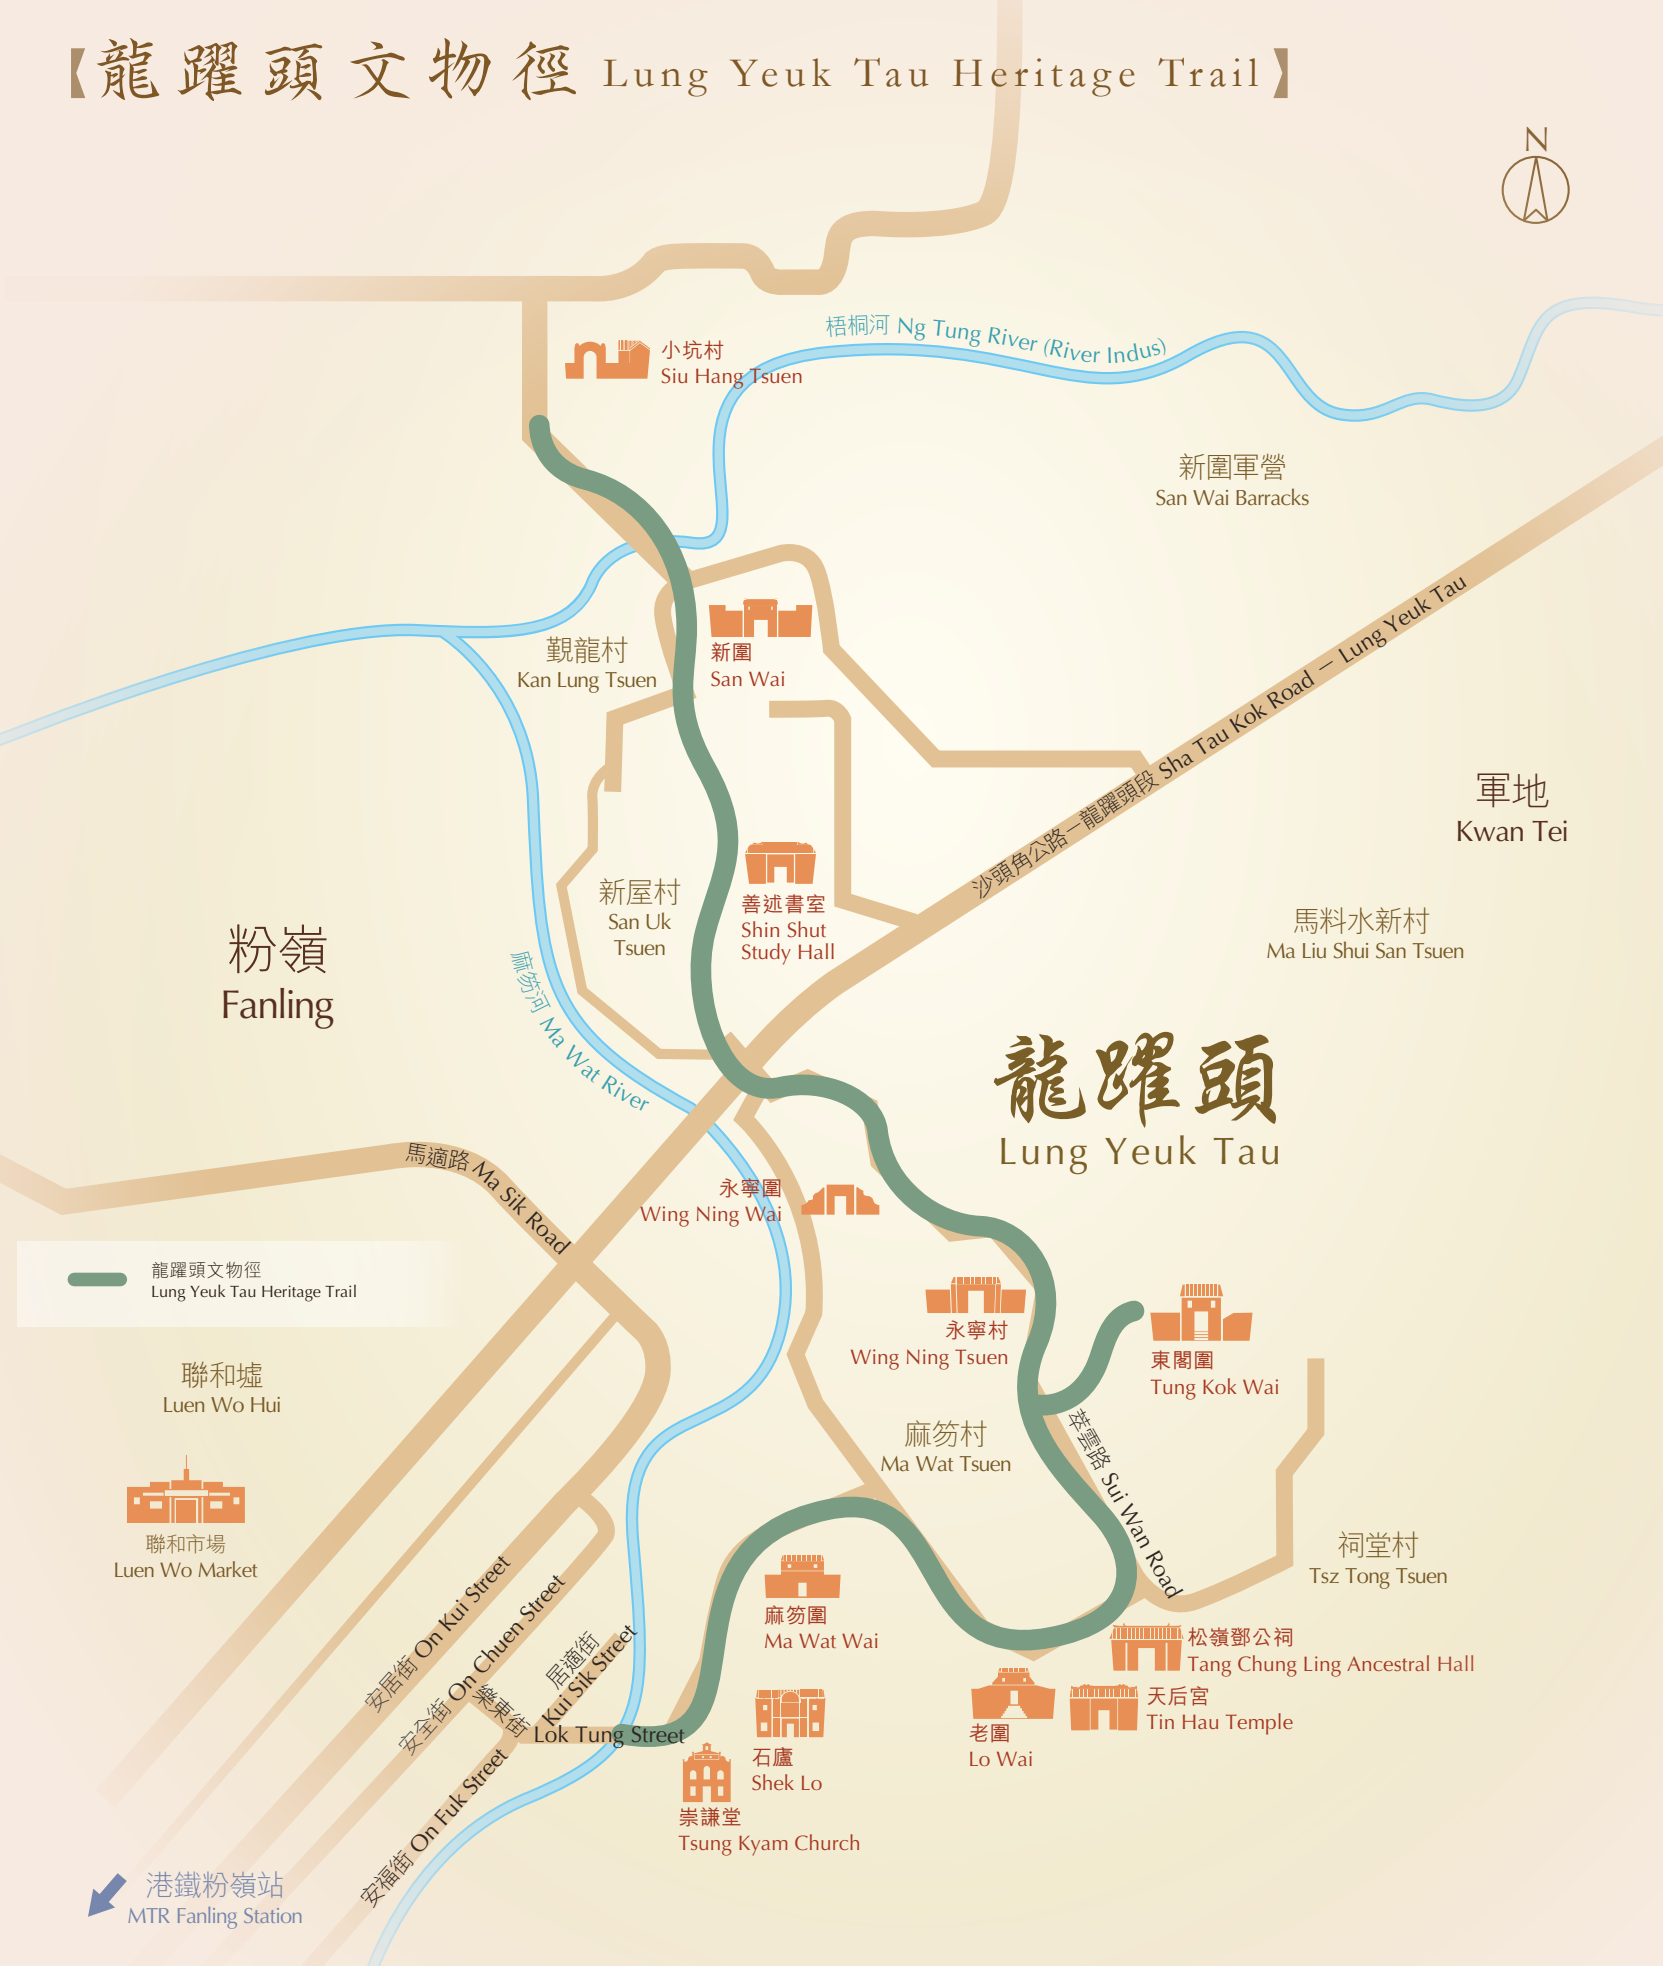 【龍躍頭文物徑 Lung Yeuk Tau Heritage Trail】
N
梧桐河 Ng Tung River (River Indus)
小坑村
Siu Hang Tsuen
新圍軍營
San Wai Barracks
覲龍村
Kan Lung Tsuen
新圍
San Wai
沙頭角公路－龍躍頭段 Sha Tau Kok Road － Lung Yeuk Tau
軍地
Kwan Tei
新屋村
San Uk
Tsuen
善述書室
Shin Shut
Study Hall
馬料水新村
Ma Liu Shui San Tsuen
粉嶺
Fanling
麻笏河 Ma Wat River
龍躍頭
Lung Yeuk Tau
馬適路 Ma Sik Road
永寧圍
Wing Ning Wai
龍躍頭文物徑
Lung Yeuk Tau Heritage Trail
永寧村
Wing Ning Tsuen
東閣圍
Tung Kok Wai
聯和墟
Luen Wo Hui
麻笏村
Ma Wat Tsuen
萃雲路 Sui Wan Road
聯和市場
Luen Wo Market
祠堂村
Tsz Tong Tsuen
安居街 On Kui Street
安全街 On Chuen Street
居適街
Kui Sik Street
樂東街
Lok Tung Street
安福街 On Fuk Street
麻笏圍
Ma Wat Wai
松嶺鄧公祠
Tang Chung Ling Ancestral Hall
天后宮
Tin Hau Temple
老圍
Lo Wai
石廬
Shek Lo
崇謙堂
Tsung Kyam Church
港鐵粉嶺站
MTR Fanling Station